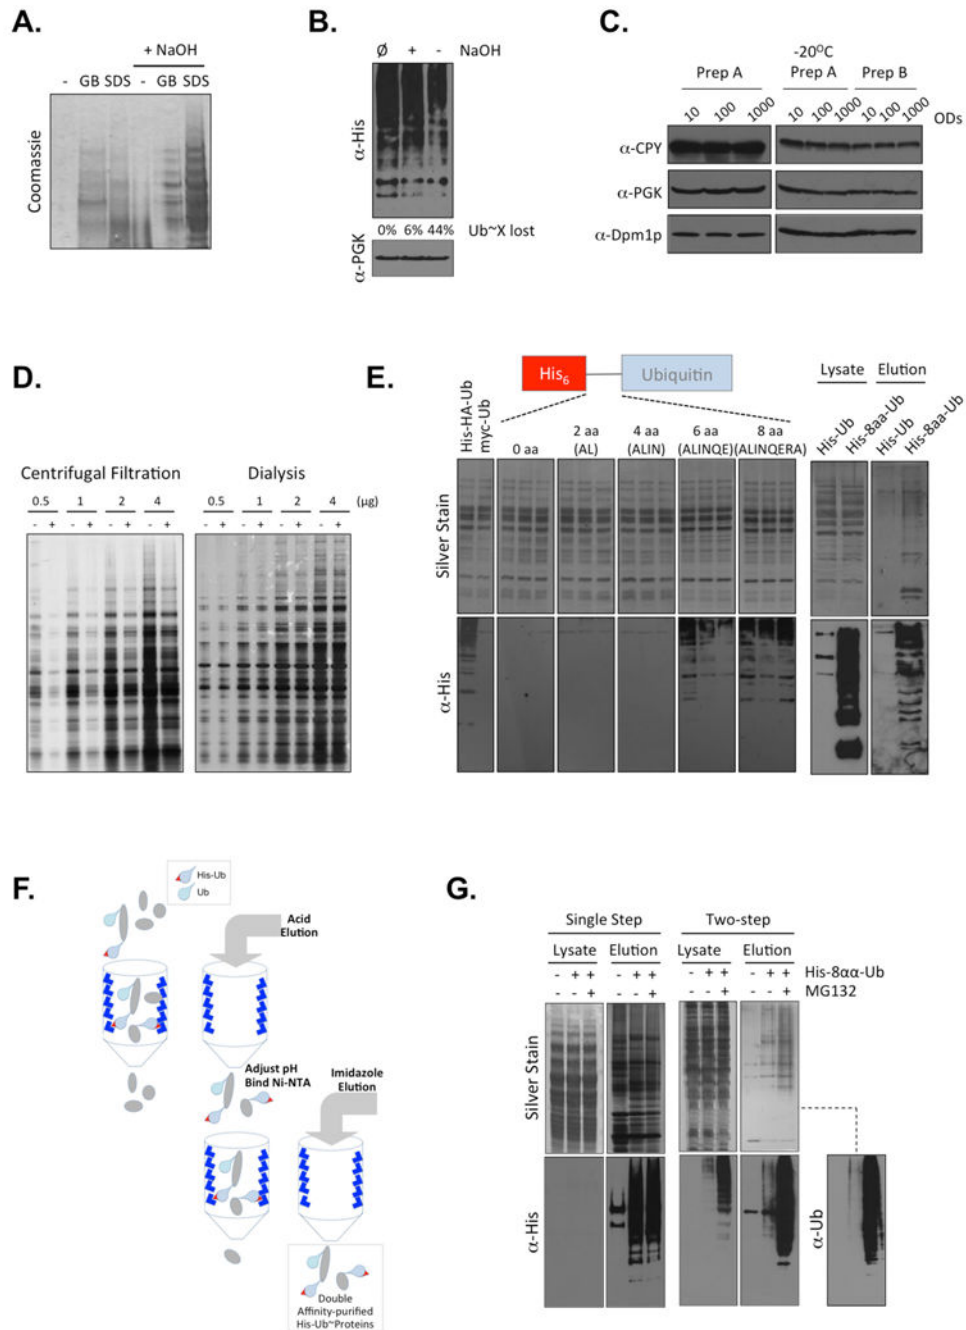 A.
+ NaOH
- GB SDS - GB SDS
Coomassie
B.
Ø + - NaOH
α-His
0% 6% 44% Ub~X lost
α-PGK
C.
-20°C
Prep A Prep A Prep B
10 100 1000 10 100 1000 10 100 1000 ODs
α-CPY
α-PGK
α-Dpm1p
D.
Centrifugal Filtration Dialysis
0.5 1 2 4 0.5 1 2 4 (μg)
- + - + - + - + - + - + - + - +
E.
His6 Ubiquitin
His-HA-Ub
myc-Ub
0 aa
2 aa
(AL)
4 aa
(ALIN)
6 aa
(ALINQE)
8 aa
(ALINQERA)
Lysate Elution
His-Ub
His-8aa-Ub
His-Ub
His-8aa-Ub
Silver Stain
α-His
F.
His-Ub
Ub
Acid
Elution
Adjust pH
Bind Ni-NTA
Imidazole
Elution
Double
Affinity-purified
His-Ub~Proteins
G.
Single Step Two-step
Lysate Elution Lysate Elution
- + + - + + - + + - + + His-8αα-Ub
+ + + + MG132
Silver Stain
α-His
α-Ub